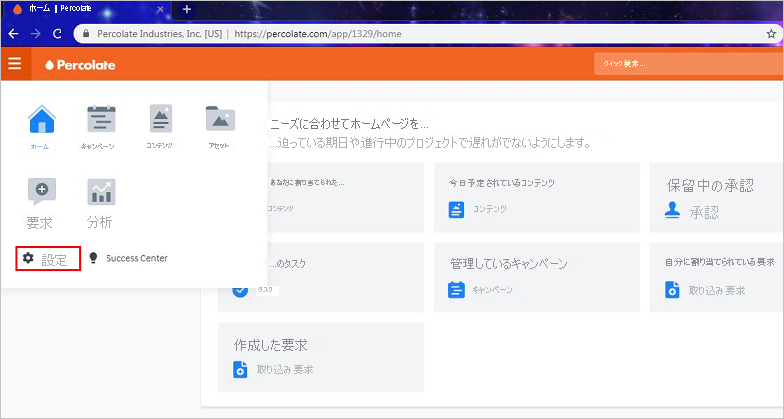 ホーム | Percolate
Percolate Industries, Inc. [US] | https://percolate.com/app/1329/home
Percolate
クイック検索...
ホーム
キャンペーン
コンテンツ
アセット
要求
分析
設定
Success Center
ニーズに合わせてホームページを...
...迫っている期日や進行中のプロジェクトで遅れがでないようにします。
あなたに割り当てられた...
コンテンツ
今日予定されているコンテンツ
コンテンツ
保留中の承認
承認
...のタスク
タスク
管理しているキャンペーン
キャンペーン
自分に割り当てられている要求
取り込み要求
作成した要求
取り込み要求